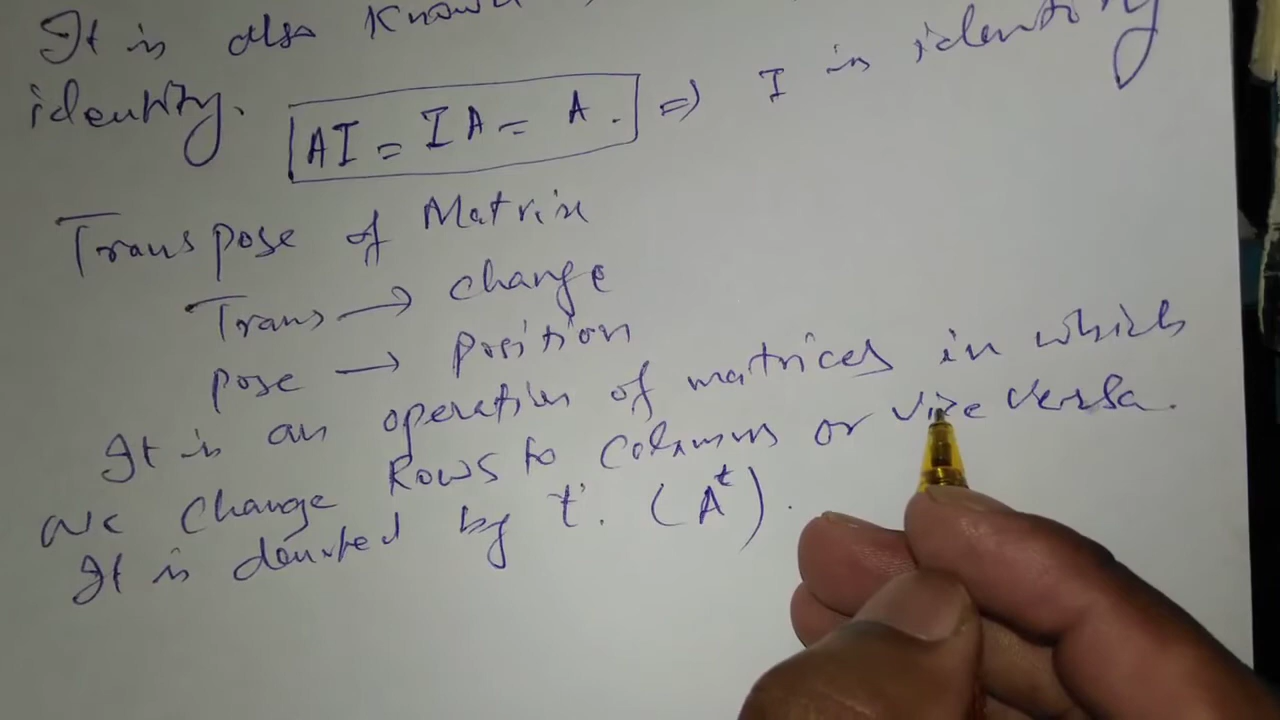 It is also known
identity.
AI = IA = A. => I is identity
Transpose of Matrix
Trans → change
pose → position
It is an operation of matrices in which
we change Rows to Columns or vize versa.
It is denoted by t. (Aᵗ).